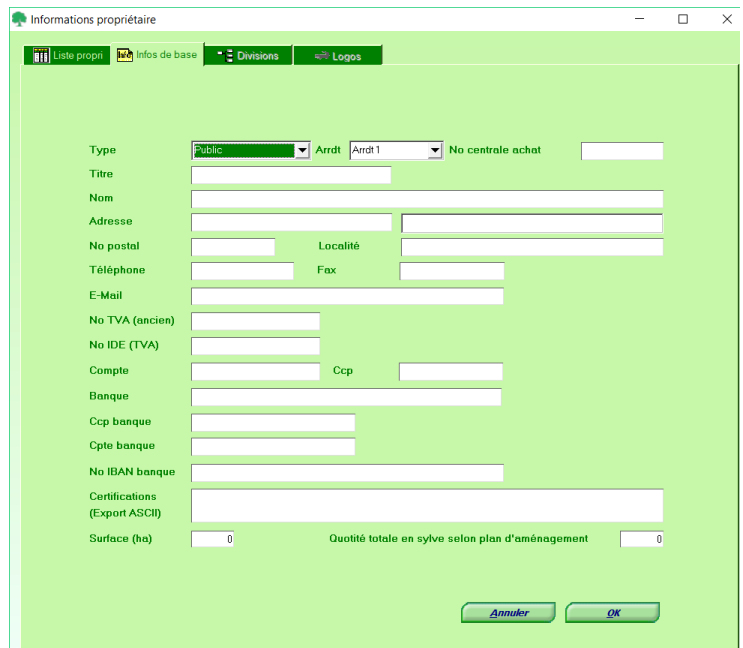 Informations propriétaire
Liste propri Infos de base Divisions Logos
Type Public Arrdt Arrdt 1 No centrale achat
Titre
Nom
Adresse
No postal Localité
Téléphone Fax
E-Mail
No TVA (ancien)
No IDE (TVA)
Compte Ccp
Banque
Ccp banque
Cpte banque
No IBAN banque
Certifications
(Export ASCII)
Surface (ha) 0 Quotité totale en sylve selon plan d'aménagement 0
Annuler OK